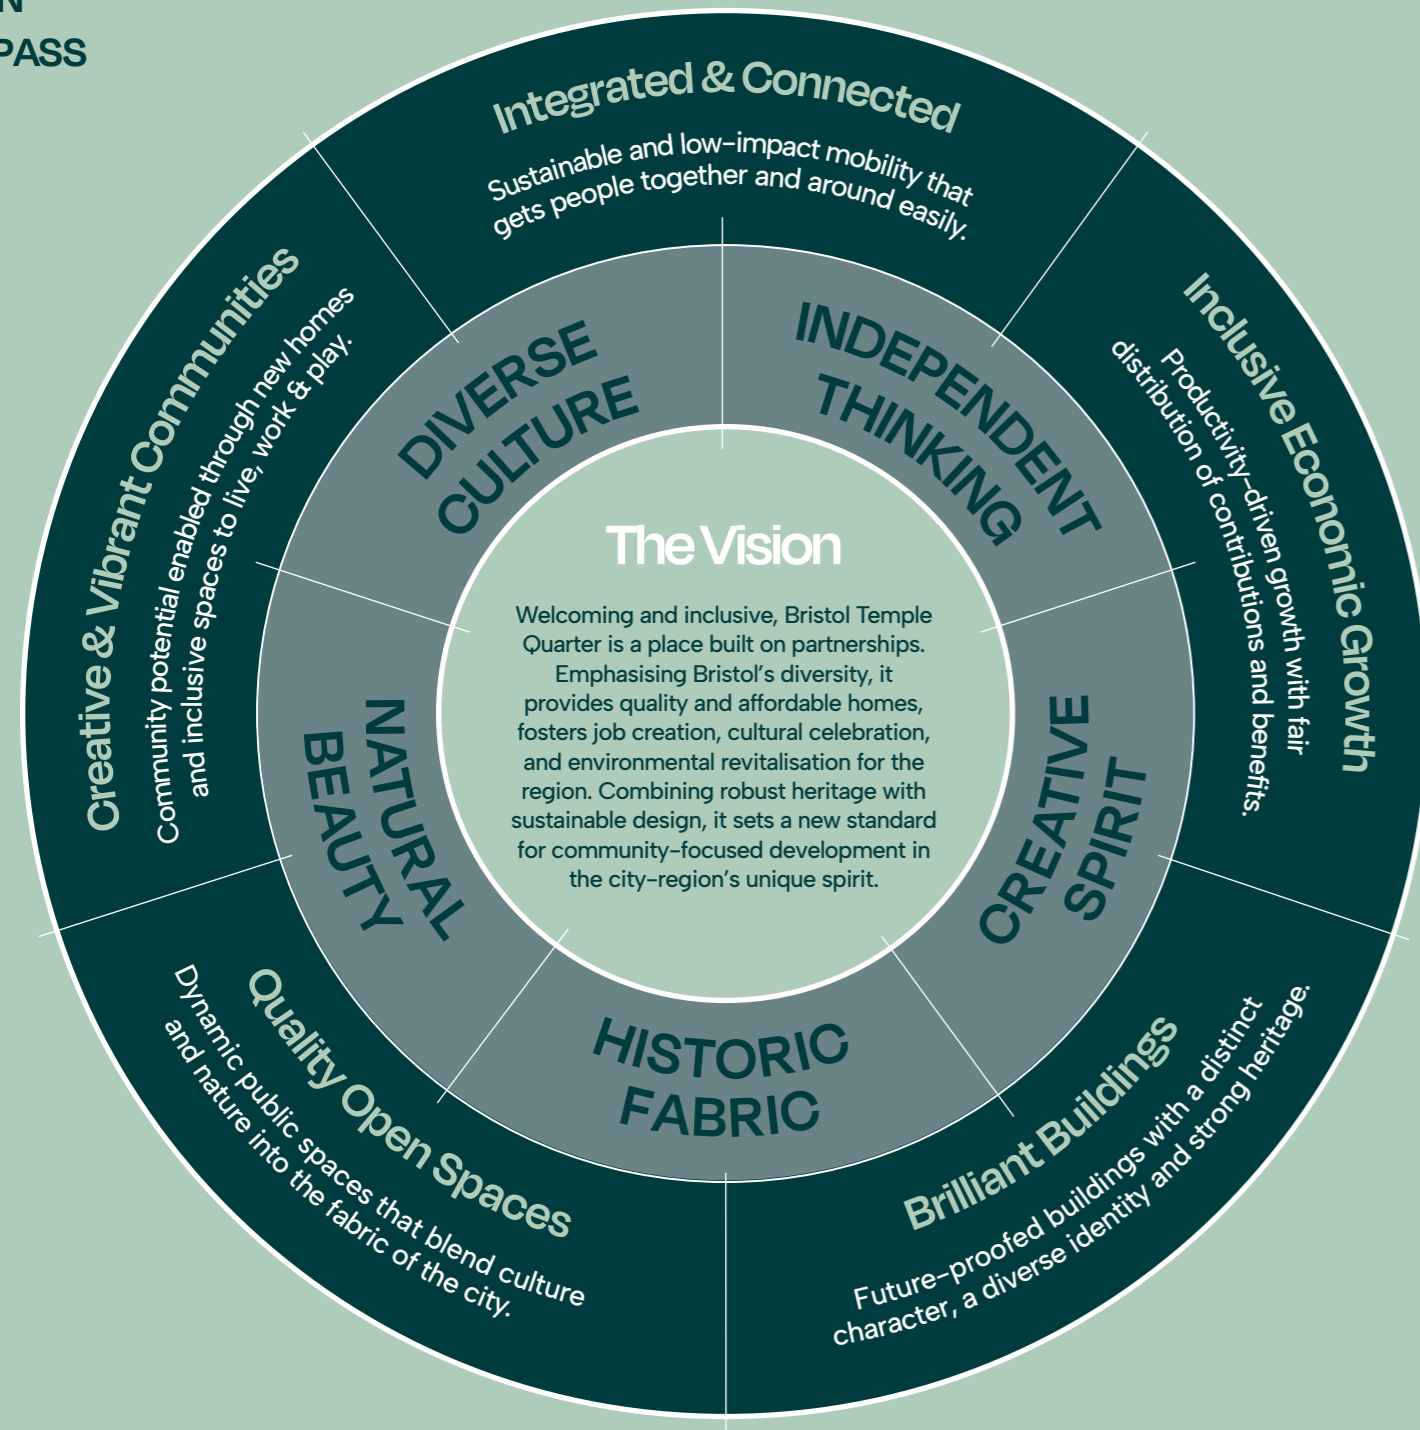 N
PASS
Integrated & Connected
Sustainable and low-impact mobility that
gets people together and around easily.
Inclusive Economic Growth
Productivity-driven growth with fair
distribution of contributions and benefits.
Brilliant Buildings
Future-proofed buildings with a distinct
character, a diverse identity and strong heritage.
Quality Open Spaces
Dynamic public spaces that blend culture
and nature into the fabric of the city.
Creative & Vibrant Communities
Community potential enabled through new homes
and inclusive spaces to live, work & play.
DIVERSE
CULTURE
INDEPENDENT
THINKING
CREATIVE
SPIRIT
HISTORIC
FABRIC
NATURAL
BEAUTY
The Vision
Welcoming and inclusive, Bristol Temple
Quarter is a place built on partnerships.
Emphasising Bristol's diversity, it
provides quality and affordable homes,
fosters job creation, cultural celebration,
and environmental revitalisation for the
region. Combining robust heritage with
sustainable design, it sets a new standard
for community-focused development in
the city-region's unique spirit.